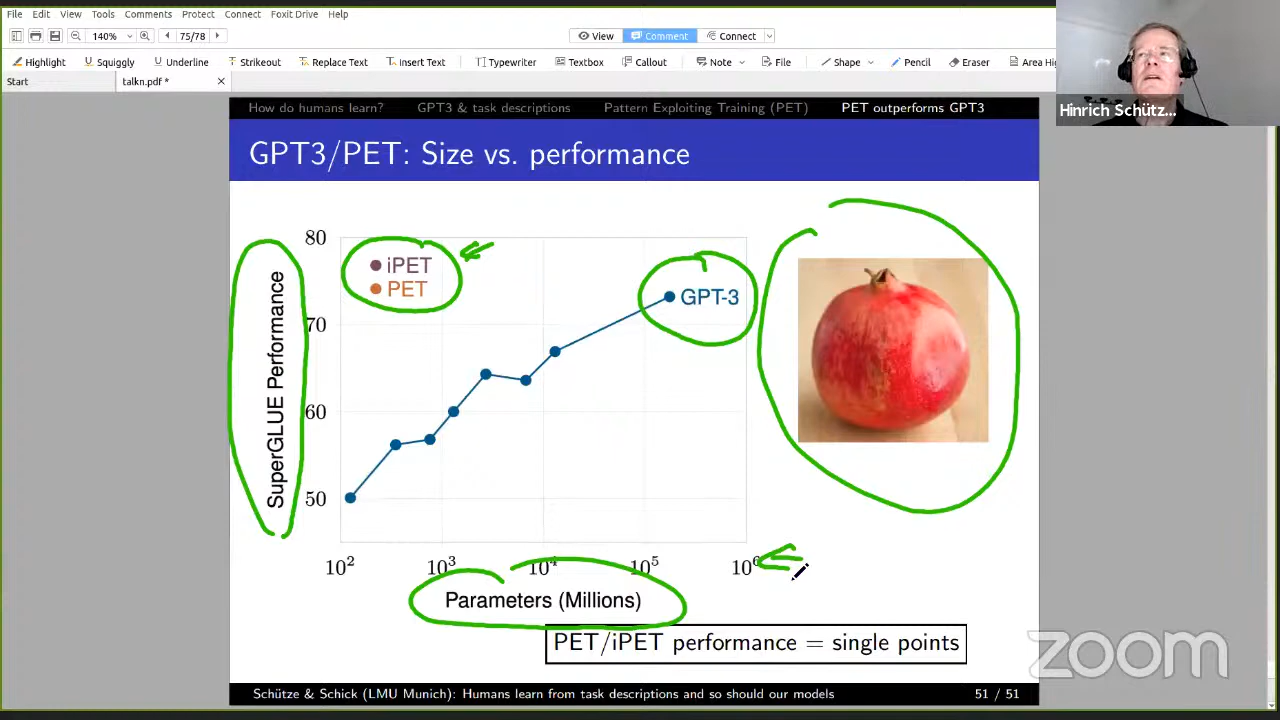 File Edit View Tools Comments Protect Connect Foxit Drive Help
140% 75/78 View Comment Connect
Highlight Squiggly Underline Strikeout Replace Text Insert Text Typewriter Textbox Callout Note File Shape Pencil Eraser Area Hig
Start talkn.pdf *
Hinrich Schütz...
How do humans learn? GPT3 & task descriptions Pattern Exploiting Training (PET) PET outperforms GPT3
GPT3/PET: Size vs. performance
SuperGLUE Performance
80
70
60
50
iPET
PET
GPT-3
10² 10³ 10⁴ 10⁵ 10⁶
Parameters (Millions)
PET/iPET performance = single points
Schütze & Schick (LMU Munich): Humans learn from task descriptions and so should our models 51 / 51
zoom